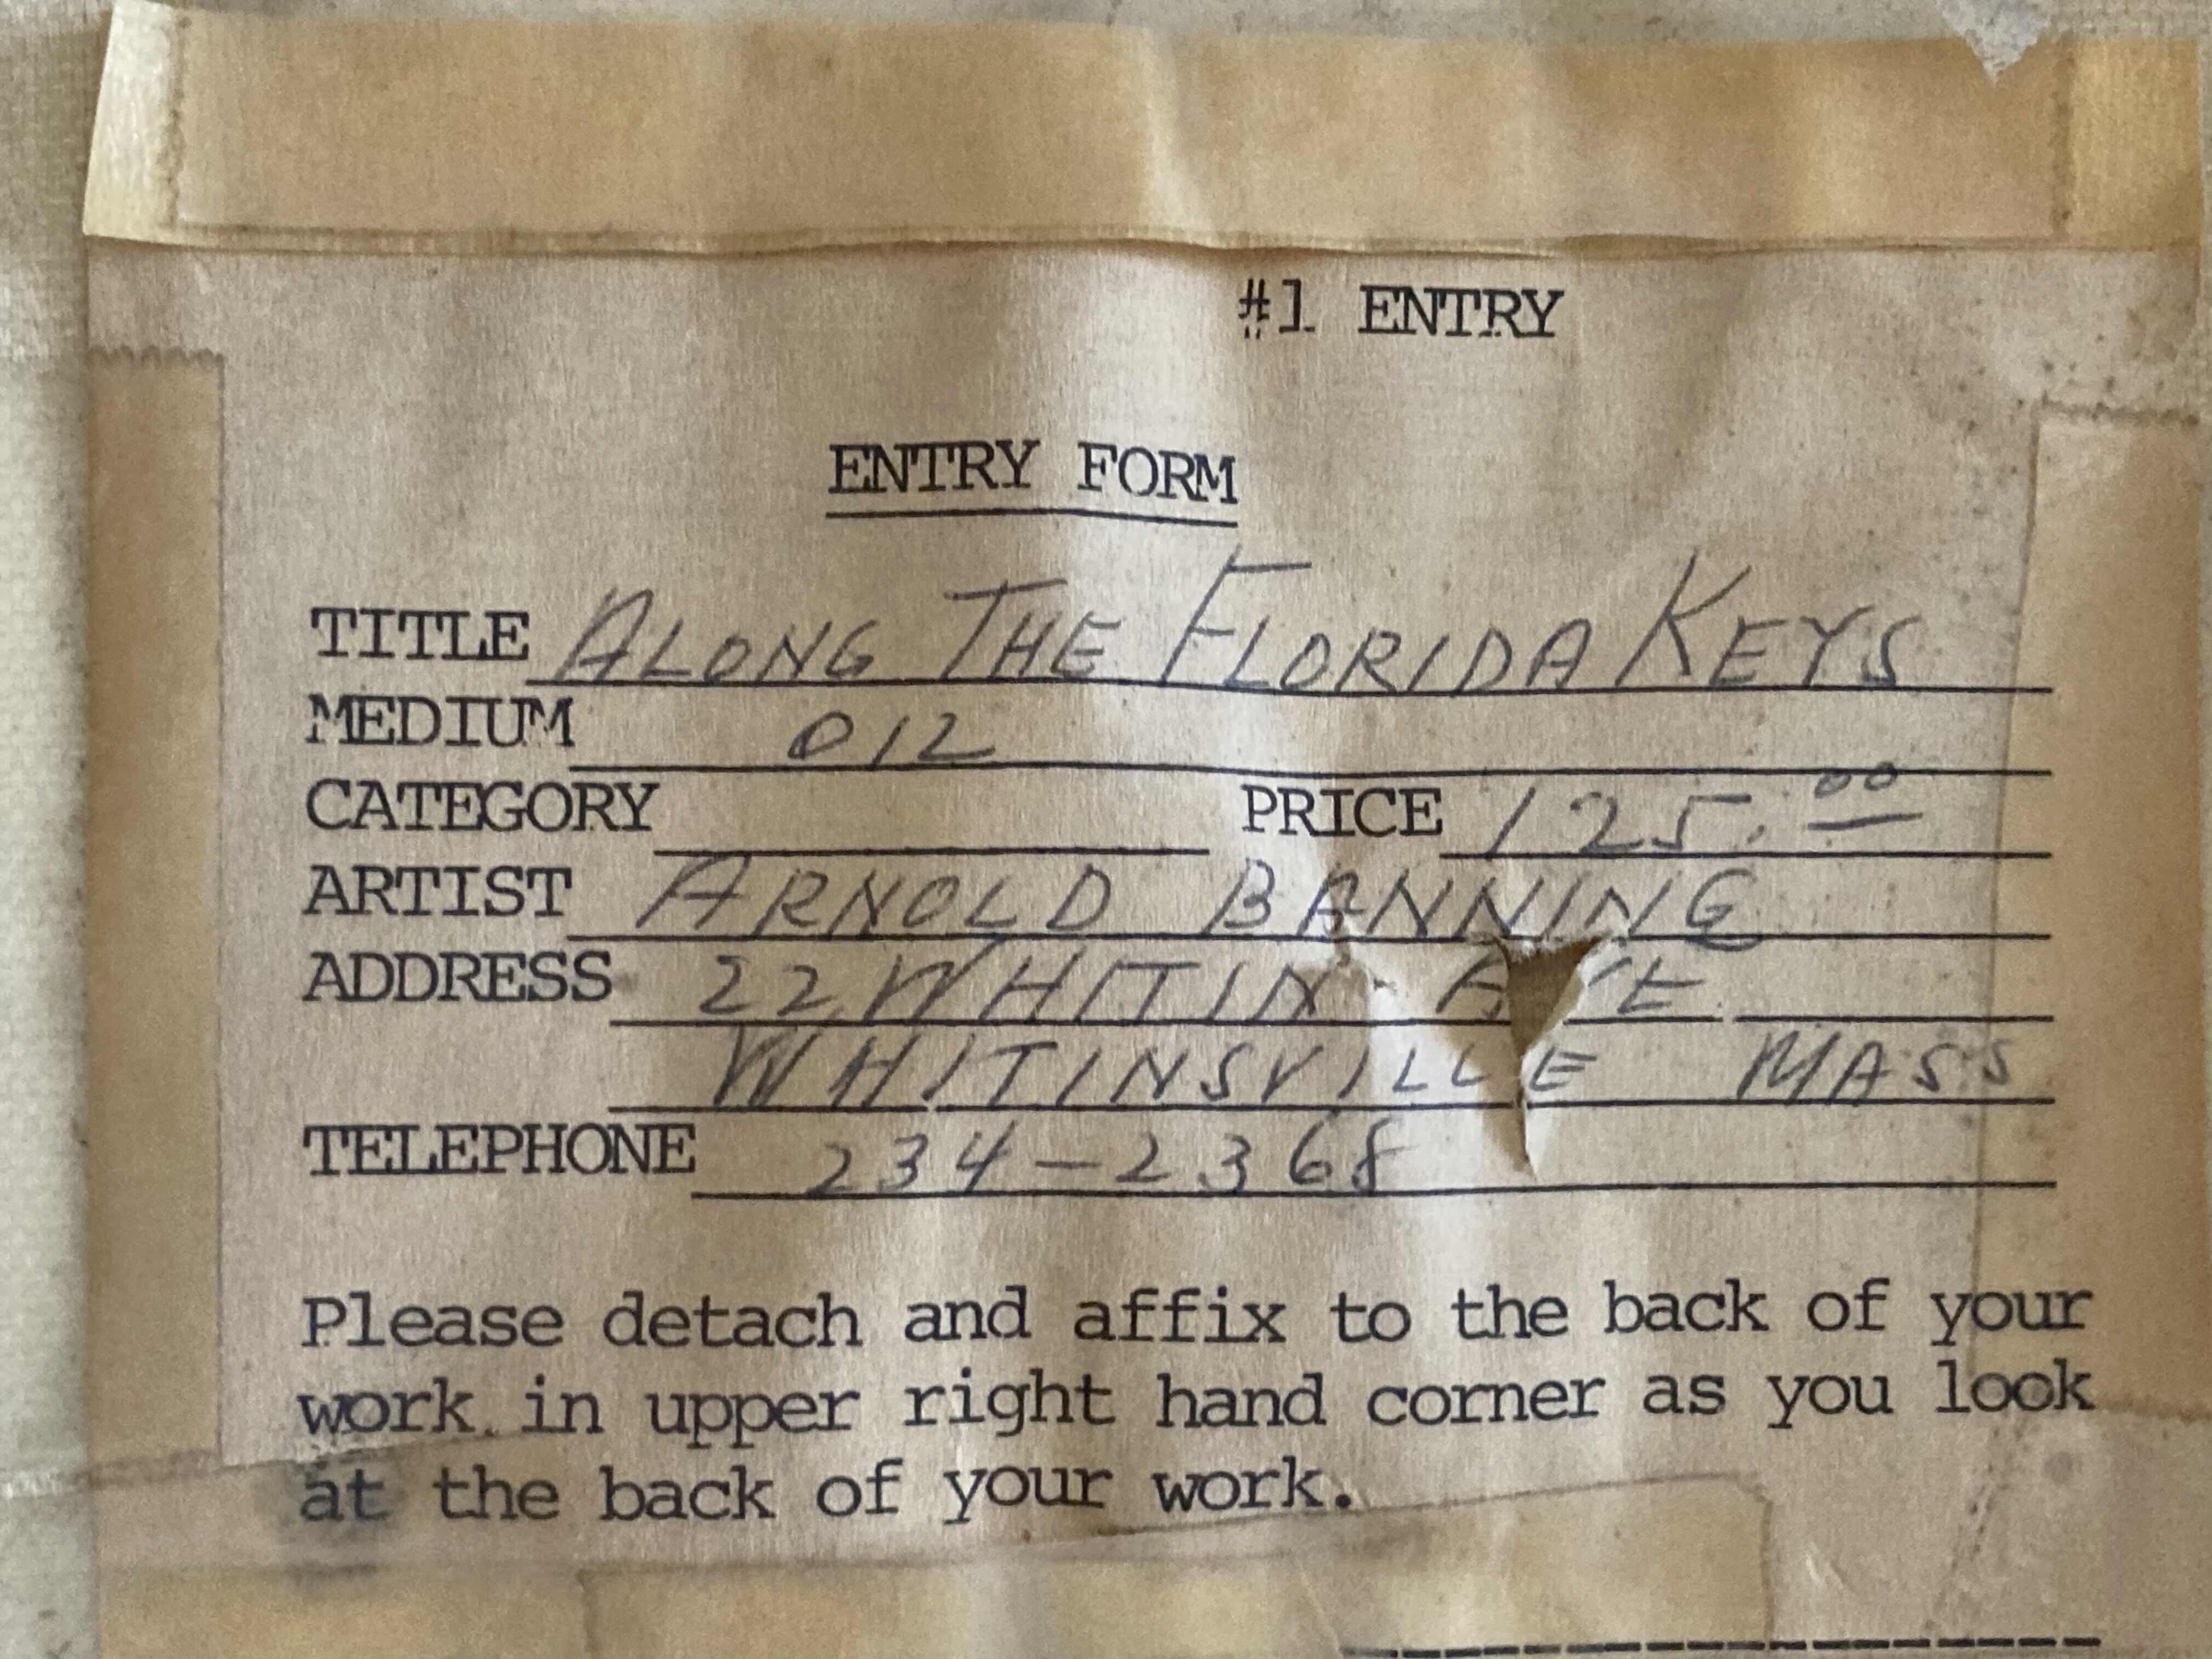 #1 ENTRY
ENTRY FORM
TITLE ALONG THE FLORIDA KEYS
MEDIUM OIL
CATEGORY PRICE 125.00
ARTIST ARNOLD BANNING
ADDRESS 22 WHITIN AVE
WHITINSVILLE MASS
TELEPHONE 234-2368
Please detach and affix to the back of your
work in upper right hand corner as you look
at the back of your work.